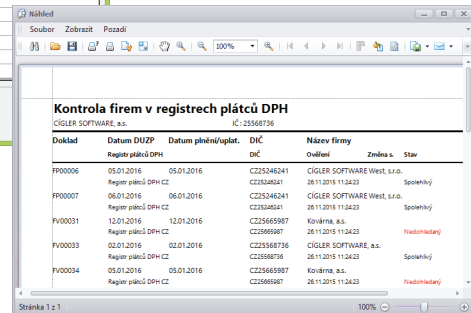 Náhled
Soubor Zobrazit Pozadí
100%
Kontrola firem v registrech plátců DPH
CÍGLER SOFTWARE, a.s. IČ: 25568736
Doklad Datum DUZP Datum plnění/uplat. DIČ Název firmy
Registr plátců DPH DIČ Ověření Změna s. Stav
FP00006 05.01.2016 05.01.2016 CZ25246241 CÍGLER SOFTWARE West, s.r.o.
Registr plátců DPH CZ CZ25246241 26.11.2015 11:24:23 Spolehlivý
FP00007 06.01.2016 06.01.2016 CZ25246241 CÍGLER SOFTWARE West, s.r.o.
Registr plátců DPH CZ CZ25246241 26.11.2015 11:24:23 Spolehlivý
FV00031 12.01.2016 12.01.2016 CZ25665987 Kovárna, a.s.
Registr plátců DPH CZ CZ25665987 26.11.2015 11:24:23 Nedohledaný
FV00033 02.01.2016 02.01.2016 CZ25568736 CÍGLER SOFTWARE, a.s.
Registr plátců DPH CZ CZ25568736 26.11.2015 11:24:23 Spolehlivý
FV00034 05.01.2016 05.01.2016 CZ25665987 Kovárna, a.s.
Registr plátců DPH CZ CZ25665987 26.11.2015 11:24:23 Nedohledaný
Stránka 1 z 1 100%